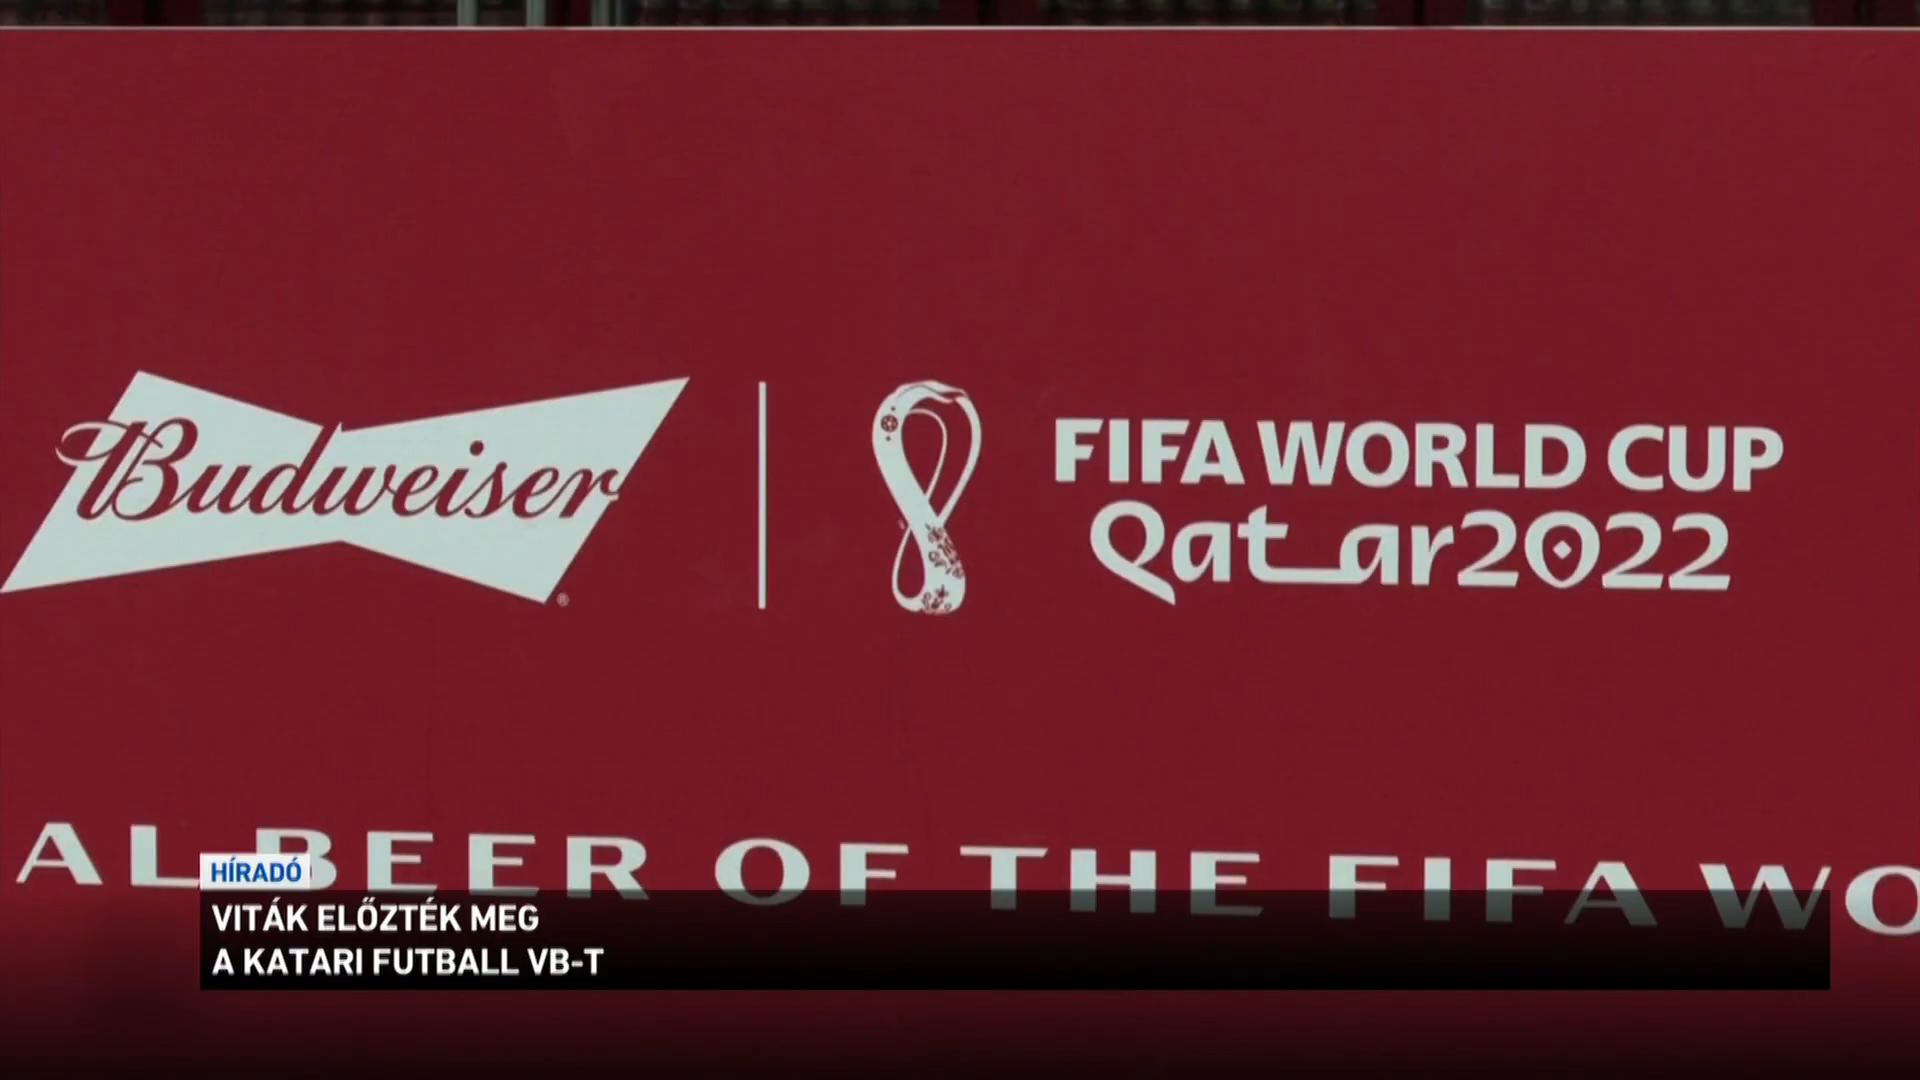 Budweiser
FIFA WORLD CUP
Qatar2022
AL BEER OF THE FIFA WO
HÍRADÓ
VITÁK ELŐZTÉK MEG
A KATARI FUTBALL VB-T